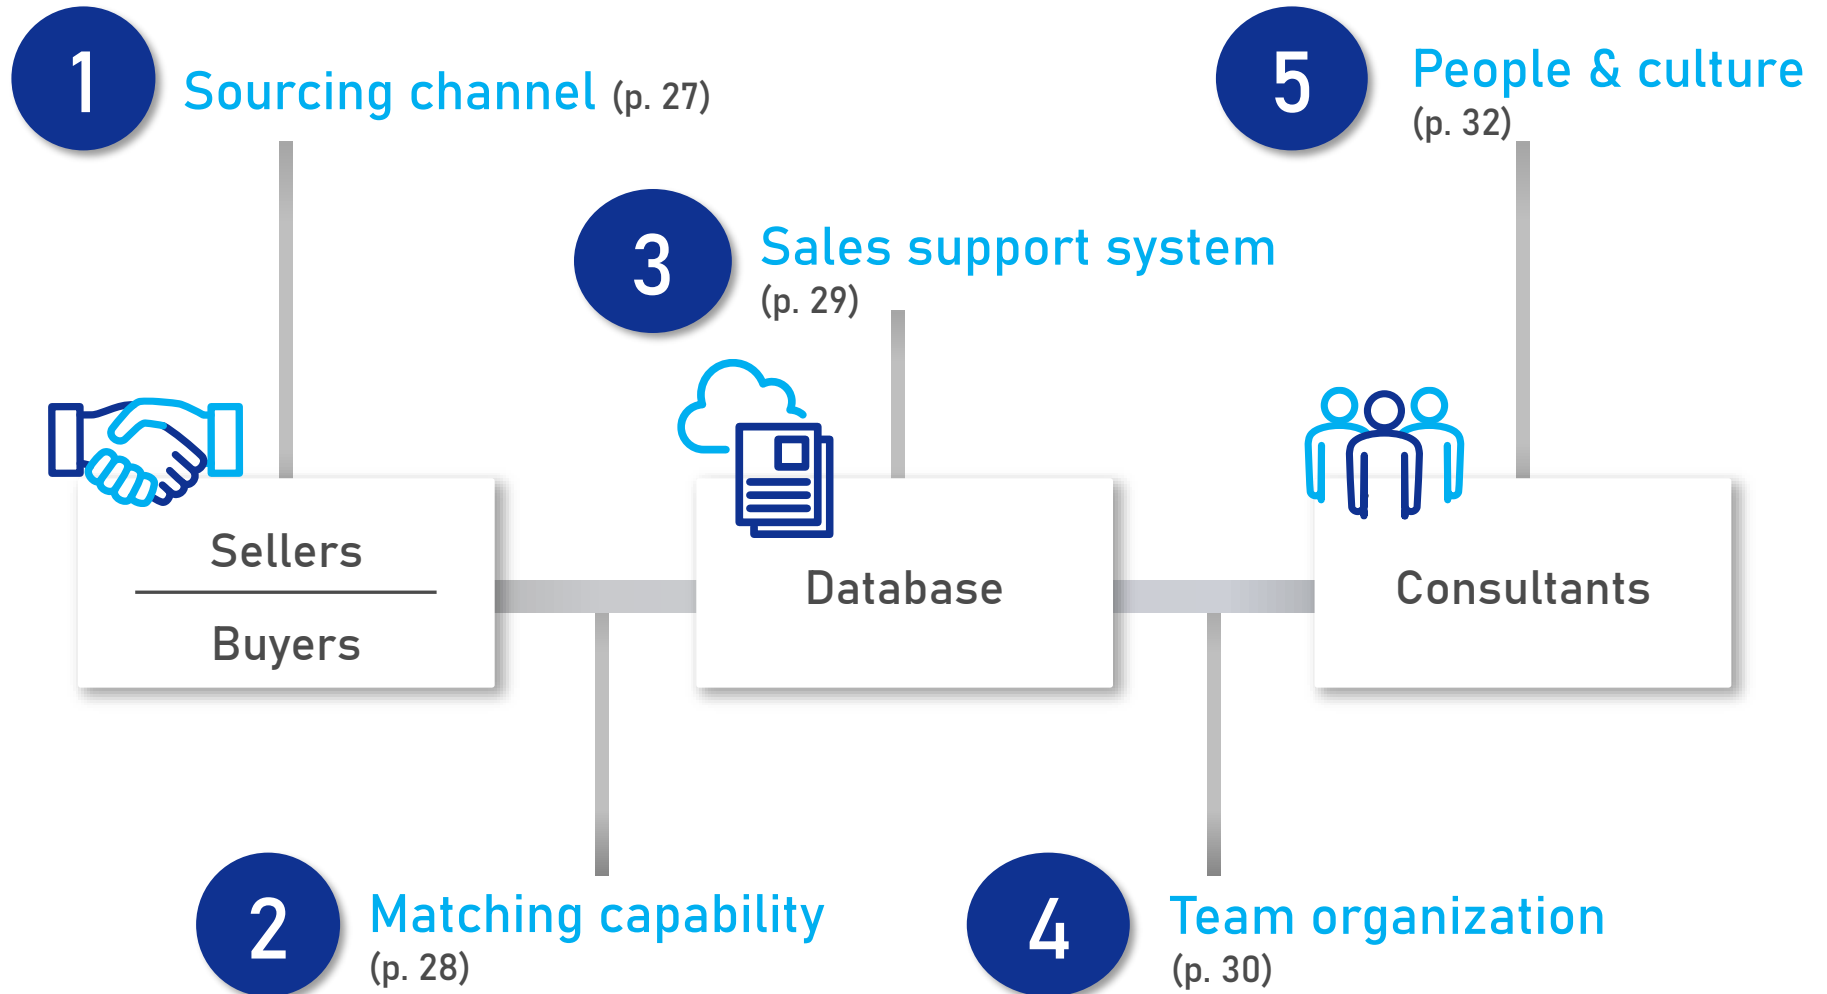 1
Sourcing channel (p. 27)
5
People & culture
(p. 32)
3
Sales support system
(p. 29)
Sellers
Buyers
Database
Consultants
2
Matching capability
(p. 28)
4
Team organization
(p. 30)